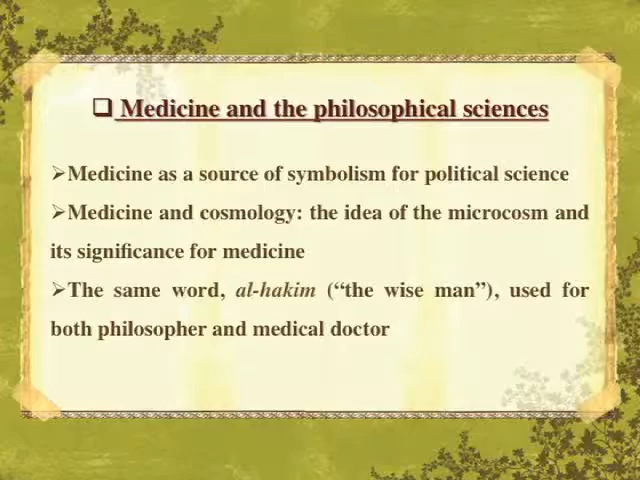 ❑ Medicine and the philosophical sciences
➢Medicine as a source of symbolism for political science
➢Medicine and cosmology: the idea of the microcosm and
its significance for medicine
➢The same word, al-hakim (“the wise man”), used for
both philosopher and medical doctor